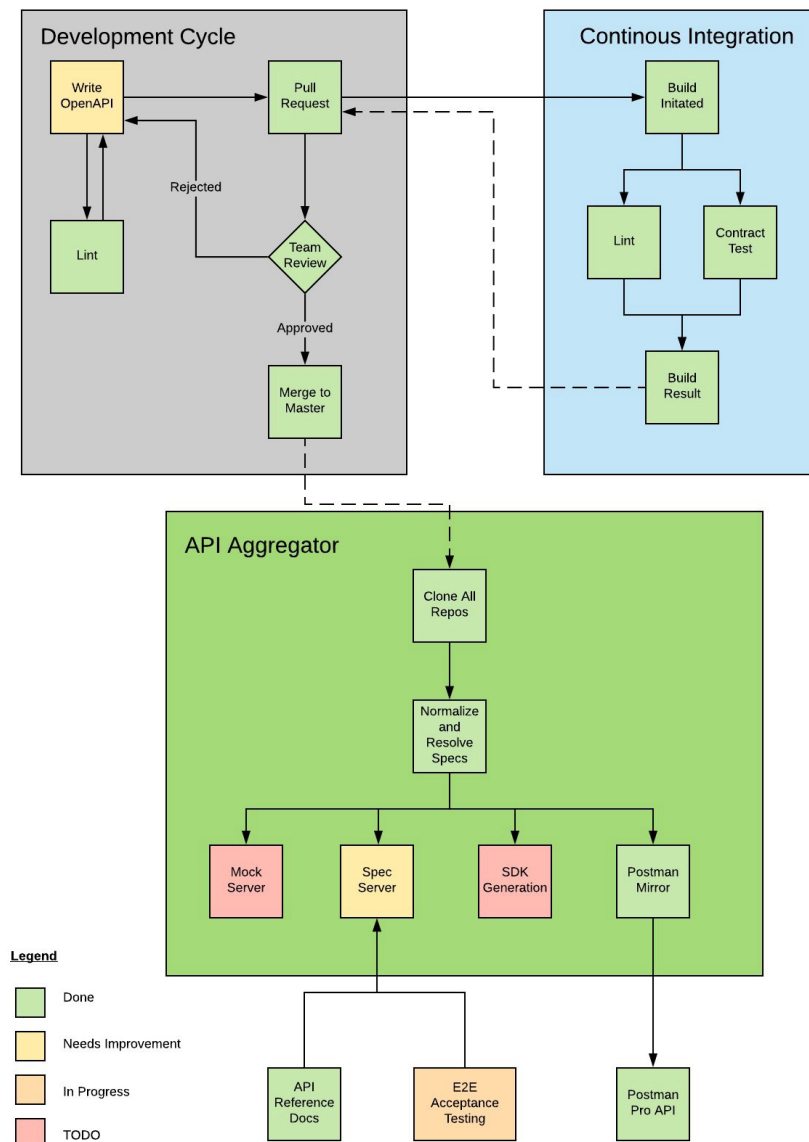 Development Cycle
Continous Integration
Write
OpenAPI
Pull
Request
Build
Initated
Rejected
Lint
Team
Review
Lint
Contract
Test
Approved
Merge to
Master
Build
Result
API Aggregator
Clone All
Repos
Normalize
and
Resolve
Specs
Mock
Server
Spec
Server
SDK
Generation
Postman
Mirror
Legend
Done
Needs Improvement
In Progress
TODO
API
Reference
Docs
E2E
Acceptance
Testing
Postman
Pro API